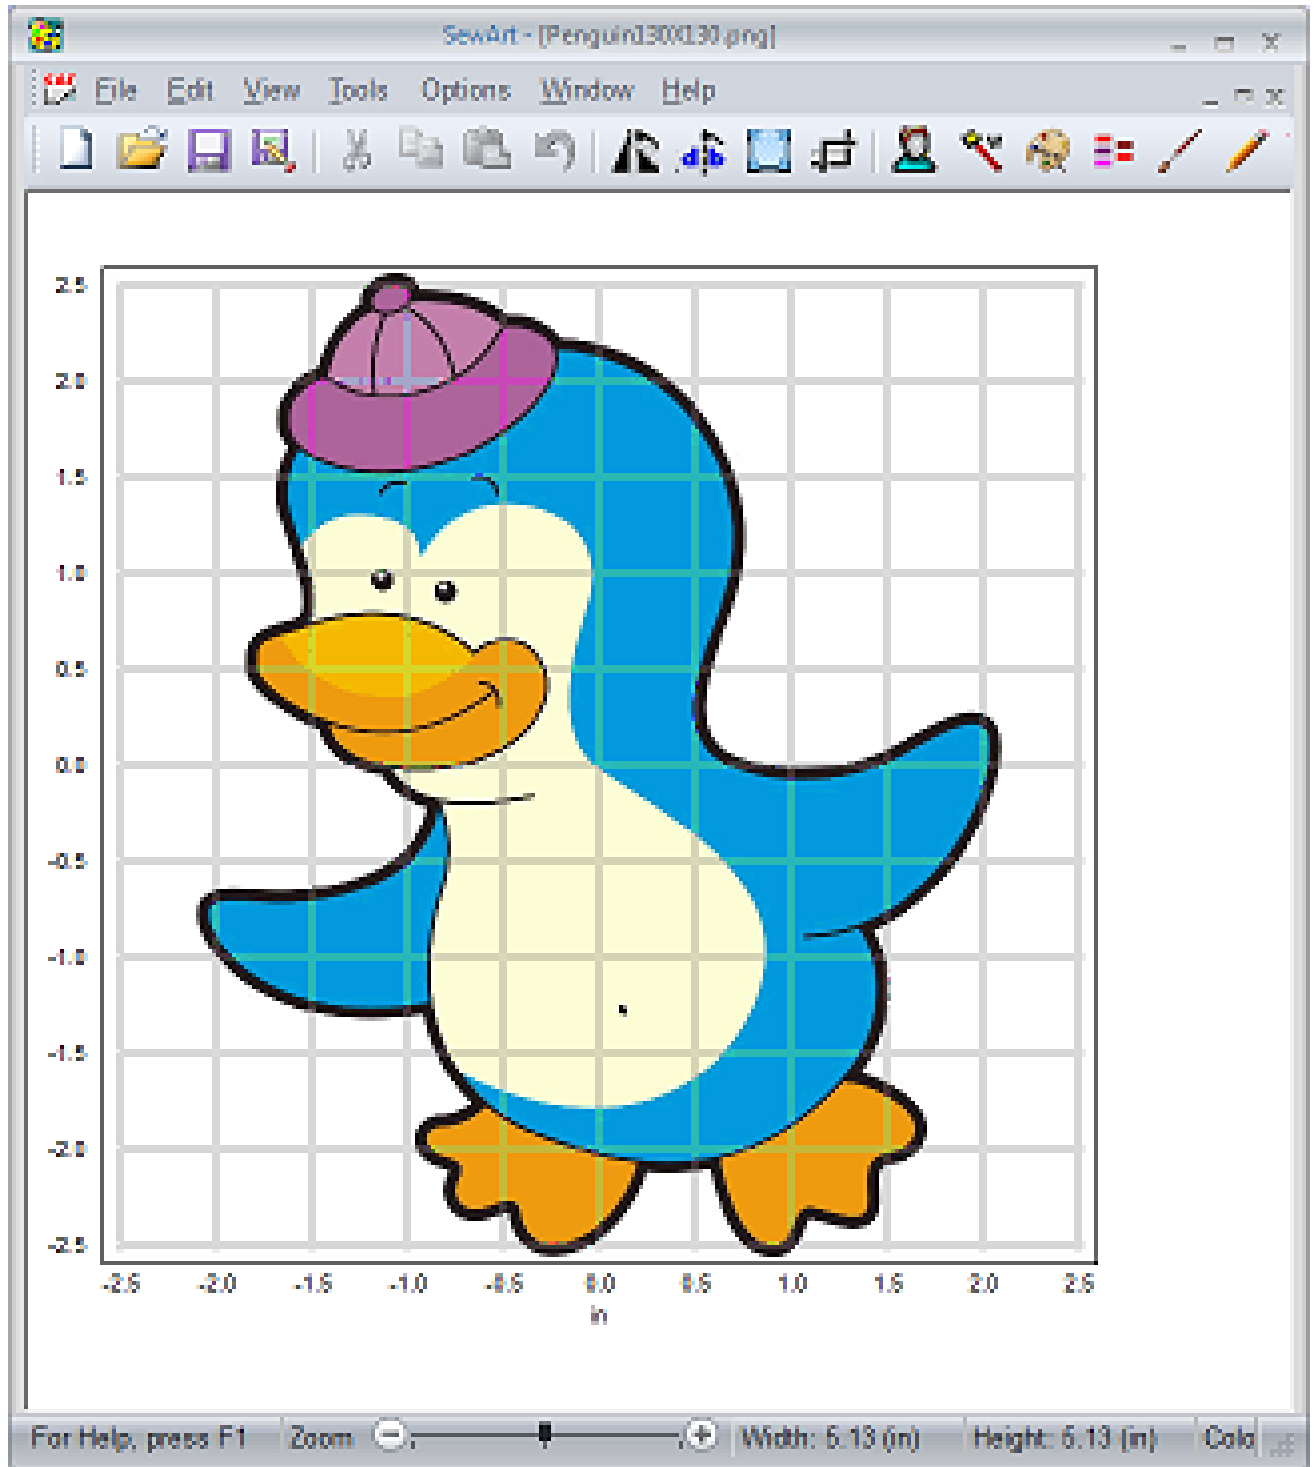 SewArt - [Penguin130X130.png]
File Edit View Tools Options Window Help
2.5
2.0
1.5
1.0
0.5
0.0
-0.5
-1.0
-1.5
-2.0
-2.5
-2.5 -2.0 -1.5 -1.0 -0.5 0.0 0.5 1.0 1.5 2.0 2.5
in
For Help, press F1 Zoom Width: 5.13 (in) Height: 5.13 (in) Colo